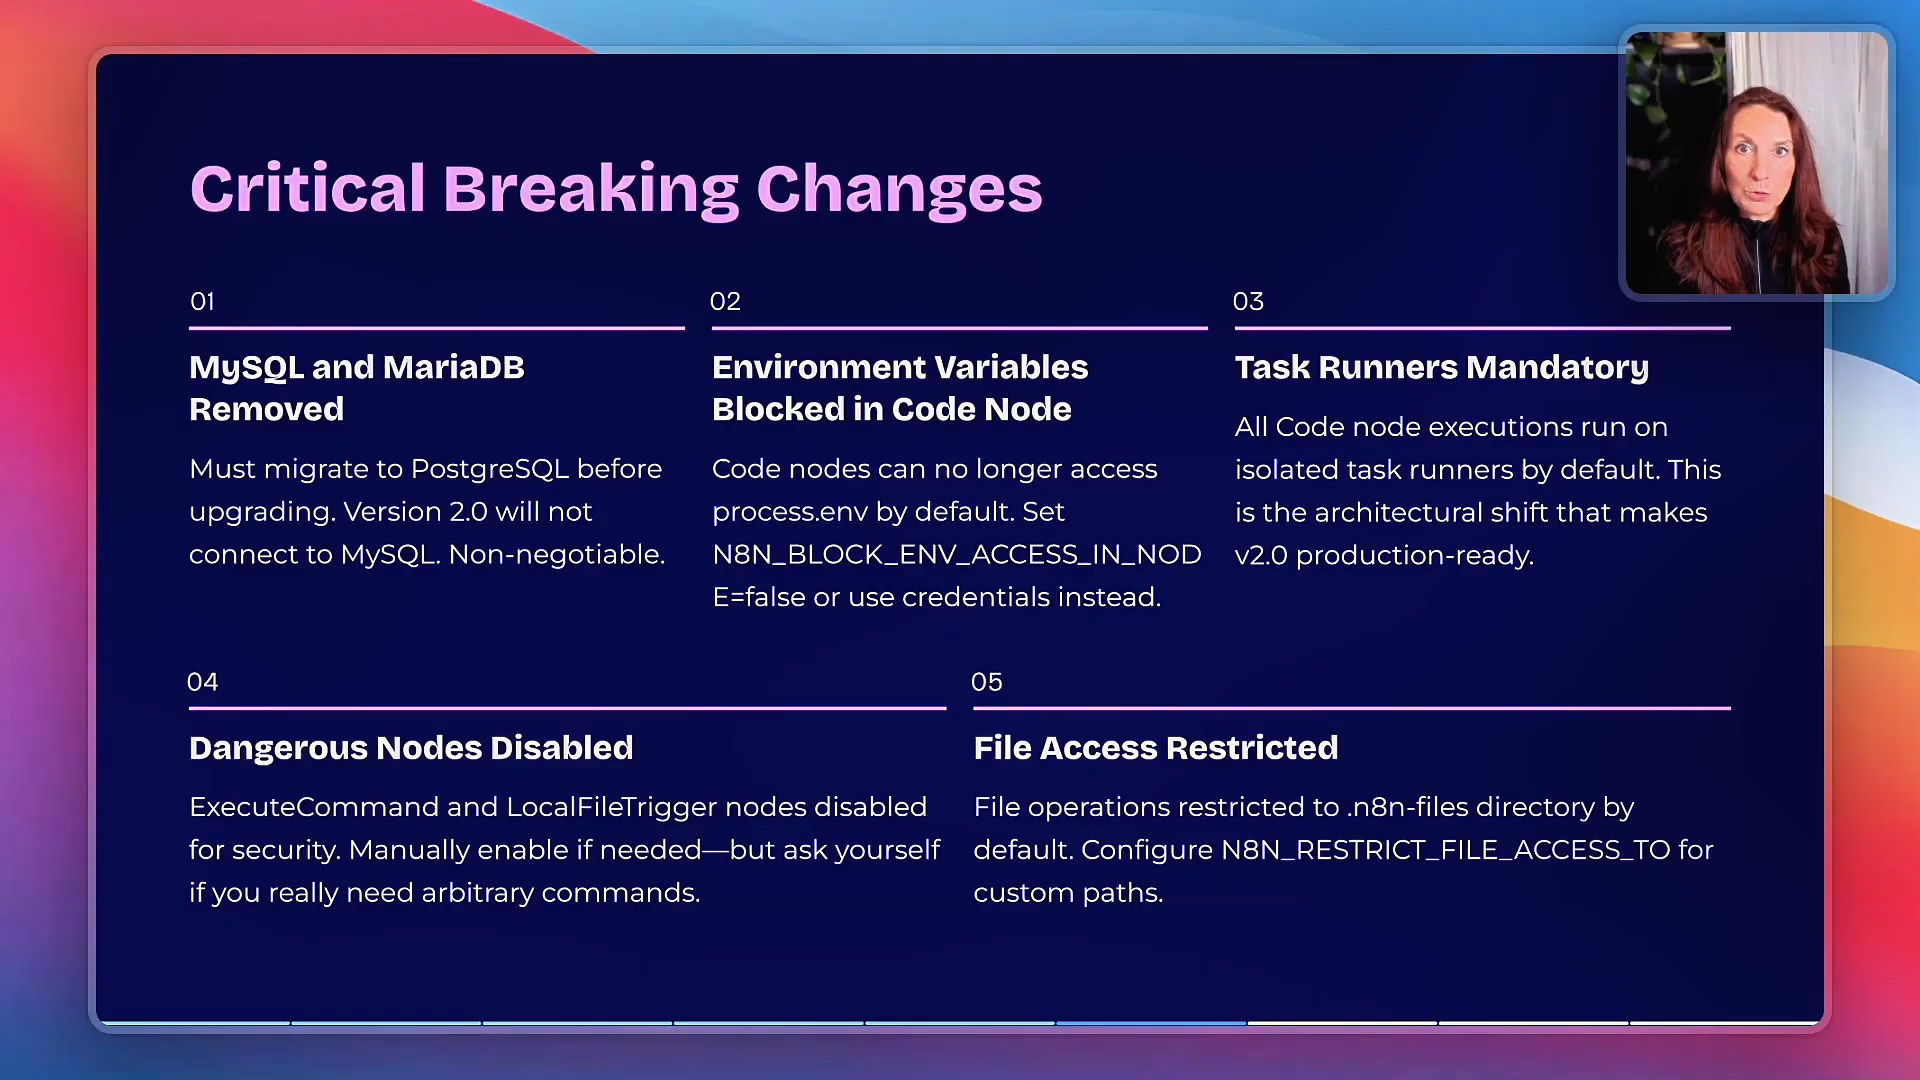 Critical Breaking Changes
01
MySQL and MariaDB
Removed
Must migrate to PostgreSQL before
upgrading. Version 2.0 will not
connect to MySQL. Non-negotiable.
02
Environment Variables
Blocked in Code Node
Code nodes can no longer access
process.env by default. Set
N8N_BLOCK_ENV_ACCESS_IN_NOD
E=false or use credentials instead.
03
Task Runners Mandatory
All Code node executions run on
isolated task runners by default. This
is the architectural shift that makes
v2.0 production-ready.
04
Dangerous Nodes Disabled
ExecuteCommand and LocalFileTrigger nodes disabled
for security. Manually enable if needed—but ask yourself
if you really need arbitrary commands.
05
File Access Restricted
File operations restricted to .n8n-files directory by
default. Configure N8N_RESTRICT_FILE_ACCESS_TO for
custom paths.